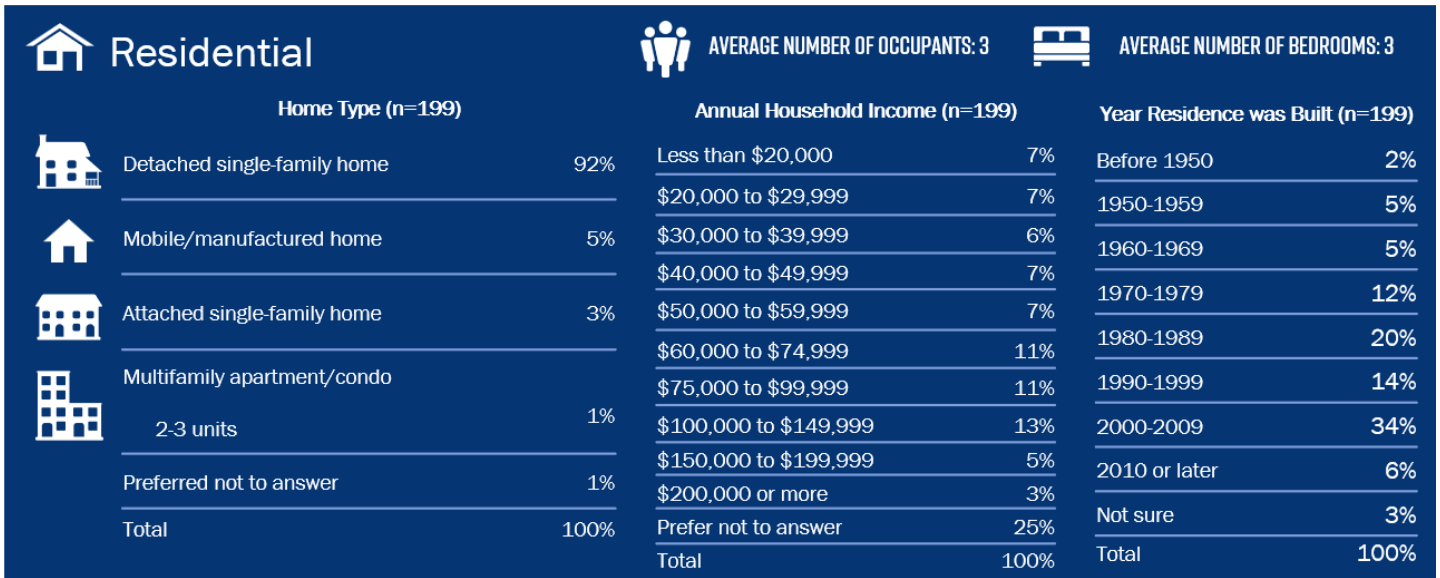 Residential
AVERAGE NUMBER OF OCCUPANTS: 3
AVERAGE NUMBER OF BEDROOMS: 3
Home Type (n=199)
Detached single-family home 92%
Mobile/manufactured home 5%
Attached single-family home 3%
Multifamily apartment/condo
2-3 units 1%
Preferred not to answer 1%
Total 100%
Annual Household Income (n=199)
Less than $20,000 7%
$20,000 to $29,999 7%
$30,000 to $39,999 6%
$40,000 to $49,999 7%
$50,000 to $59,999 7%
$60,000 to $74,999 11%
$75,000 to $99,999 11%
$100,000 to $149,999 13%
$150,000 to $199,999 5%
$200,000 or more 3%
Prefer not to answer 25%
Total 100%
Year Residence was Built (n=199)
Before 1950 2%
1950-1959 5%
1960-1969 5%
1970-1979 12%
1980-1989 20%
1990-1999 14%
2000-2009 34%
2010 or later 6%
Not sure 3%
Total 100%